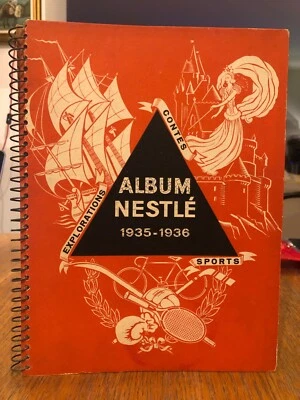 CONTES
EXPLORATIONS
ALBUM
NESTLÉ
1935-1936
SPORTS